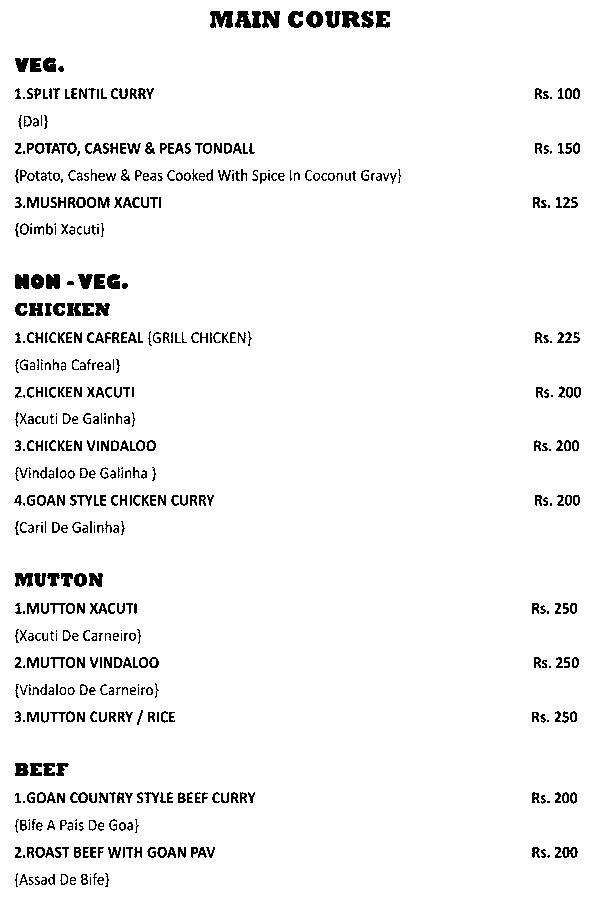 MAIN COURSE
VEG.
1.SPLIT LENTIL CURRY Rs. 100
{Dal}
2.POTATO, CASHEW & PEAS TONDALL Rs. 150
{Potato, Cashew & Peas Cooked With Spice In Coconut Gravy}
3.MUSHROOM XACUTI Rs. 125
{Oimbi Xacuti}
NON - VEG.
CHICKEN
1.CHICKEN CAFREAL {GRILL CHICKEN} Rs. 225
{Galinha Cafreal}
2.CHICKEN XACUTI Rs. 200
{Xacuti De Galinha}
3.CHICKEN VINDALOO Rs. 200
{Vindaloo De Galinha }
4.GOAN STYLE CHICKEN CURRY Rs. 200
{Caril De Galinha}
MUTTON
1.MUTTON XACUTI Rs. 250
{Xacuti De Carneiro}
2.MUTTON VINDALOO Rs. 250
{Vindaloo De Carneiro}
3.MUTTON CURRY / RICE Rs. 250
BEEF
1.GOAN COUNTRY STYLE BEEF CURRY Rs. 200
{Bife A Pais De Goa}
2.ROAST BEEF WITH GOAN PAV Rs. 200
{Assad De Bife}